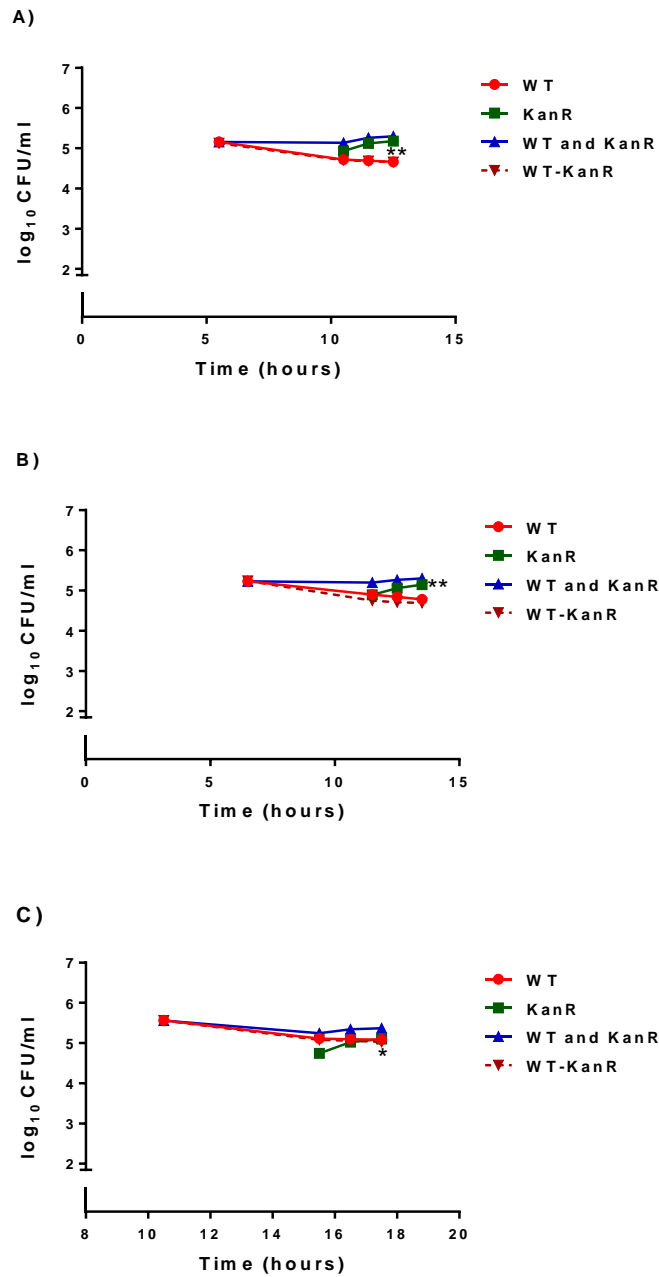 A)
7
6
5
4
3
2
log10 CFU/ml
**
0 5 10 15
Time (hours)
WT
KanR
WT and KanR
WT-KanR
B)
7
6
5
4
3
2
log10 CFU/ml
**
0 5 10 15
Time (hours)
WT
KanR
WT and KanR
WT-KanR
C)
7
6
5
4
3
2
log10 CFU/ml
*
8 10 12 14 16 18 20
Time (hours)
WT
KanR
WT and KanR
WT-KanR